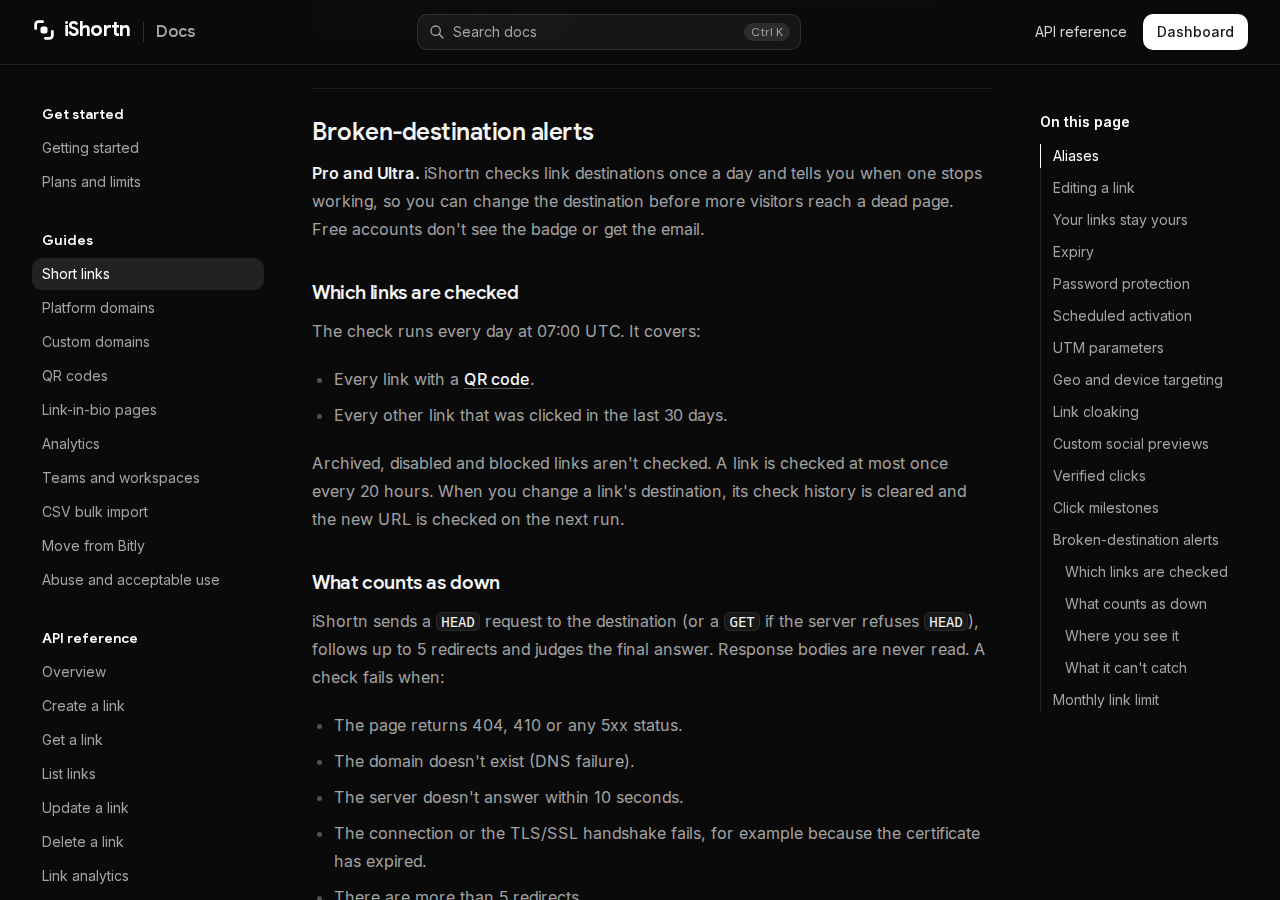 iShortn
Docs
Search docs
Ctrl K
API reference
Dashboard
Get started
Getting started
Plans and limits
Guides
Short links
Platform domains
Custom domains
QR codes
Link-in-bio pages
Analytics
Teams and workspaces
CSV bulk import
Move from Bitly
Abuse and acceptable use
API reference
Overview
Create a link
Get a link
List links
Update a link
Delete a link
Link analytics
Broken-destination alerts
Pro and Ultra. iShortn checks link destinations once a day and tells you when one stops
working, so you can change the destination before more visitors reach a dead page.
Free accounts don't see the badge or get the email.
Which links are checked
The check runs every day at 07:00 UTC. It covers:
Every link with a QR code.
Every other link that was clicked in the last 30 days.
Archived, disabled and blocked links aren't checked. A link is checked at most once
every 20 hours. When you change a link's destination, its check history is cleared and
the new URL is checked on the next run.
What counts as down
iShortn sends a HEAD request to the destination (or a GET if the server refuses HEAD),
follows up to 5 redirects and judges the final answer. Response bodies are never read. A
check fails when:
The page returns 404, 410 or any 5xx status.
The domain doesn't exist (DNS failure).
The server doesn't answer within 10 seconds.
The connection or the TLS/SSL handshake fails, for example because the certificate
has expired.
There are more than 5 redirects.
On this page
Aliases
Editing a link
Your links stay yours
Expiry
Password protection
Scheduled activation
UTM parameters
Geo and device targeting
Link cloaking
Custom social previews
Verified clicks
Click milestones
Broken-destination alerts
Which links are checked
What counts as down
Where you see it
What it can't catch
Monthly link limit